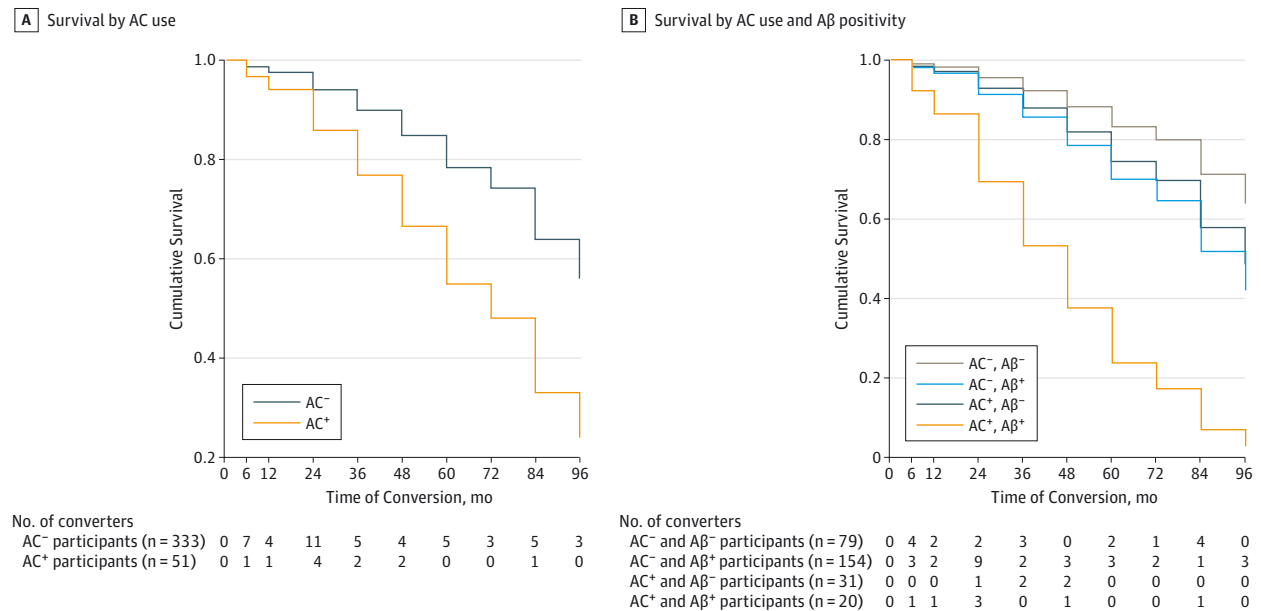 A Survival by AC use
1.0
0.8
0.6
0.4
0.2
Cumulative Survival
AC⁻
AC⁺
0 6 12 24 36 48 60 72 84 96
Time of Conversion, mo
No. of converters
AC⁻ participants (n = 333) 0 7 4 11 5 4 5 3 5 3
AC⁺ participants (n = 51) 0 1 1 4 2 2 0 0 1 0
B Survival by AC use and Aβ positivity
1.0
0.8
0.6
0.4
0.2
0
Cumulative Survival
AC⁻, Aβ⁻
AC⁻, Aβ⁺
AC⁺, Aβ⁻
AC⁺, Aβ⁺
0 6 12 24 36 48 60 72 84 96
Time of Conversion, mo
No. of converters
AC⁻ and Aβ⁻ participants (n = 79) 0 4 2 2 3 0 2 1 4 0
AC⁻ and Aβ⁺ participants (n = 154) 0 3 2 9 2 3 3 2 1 3
AC⁺ and Aβ⁻ participants (n = 31) 0 0 0 1 2 2 0 0 0 0
AC⁺ and Aβ⁺ participants (n = 20) 0 1 1 3 0 1 0 0 1 0